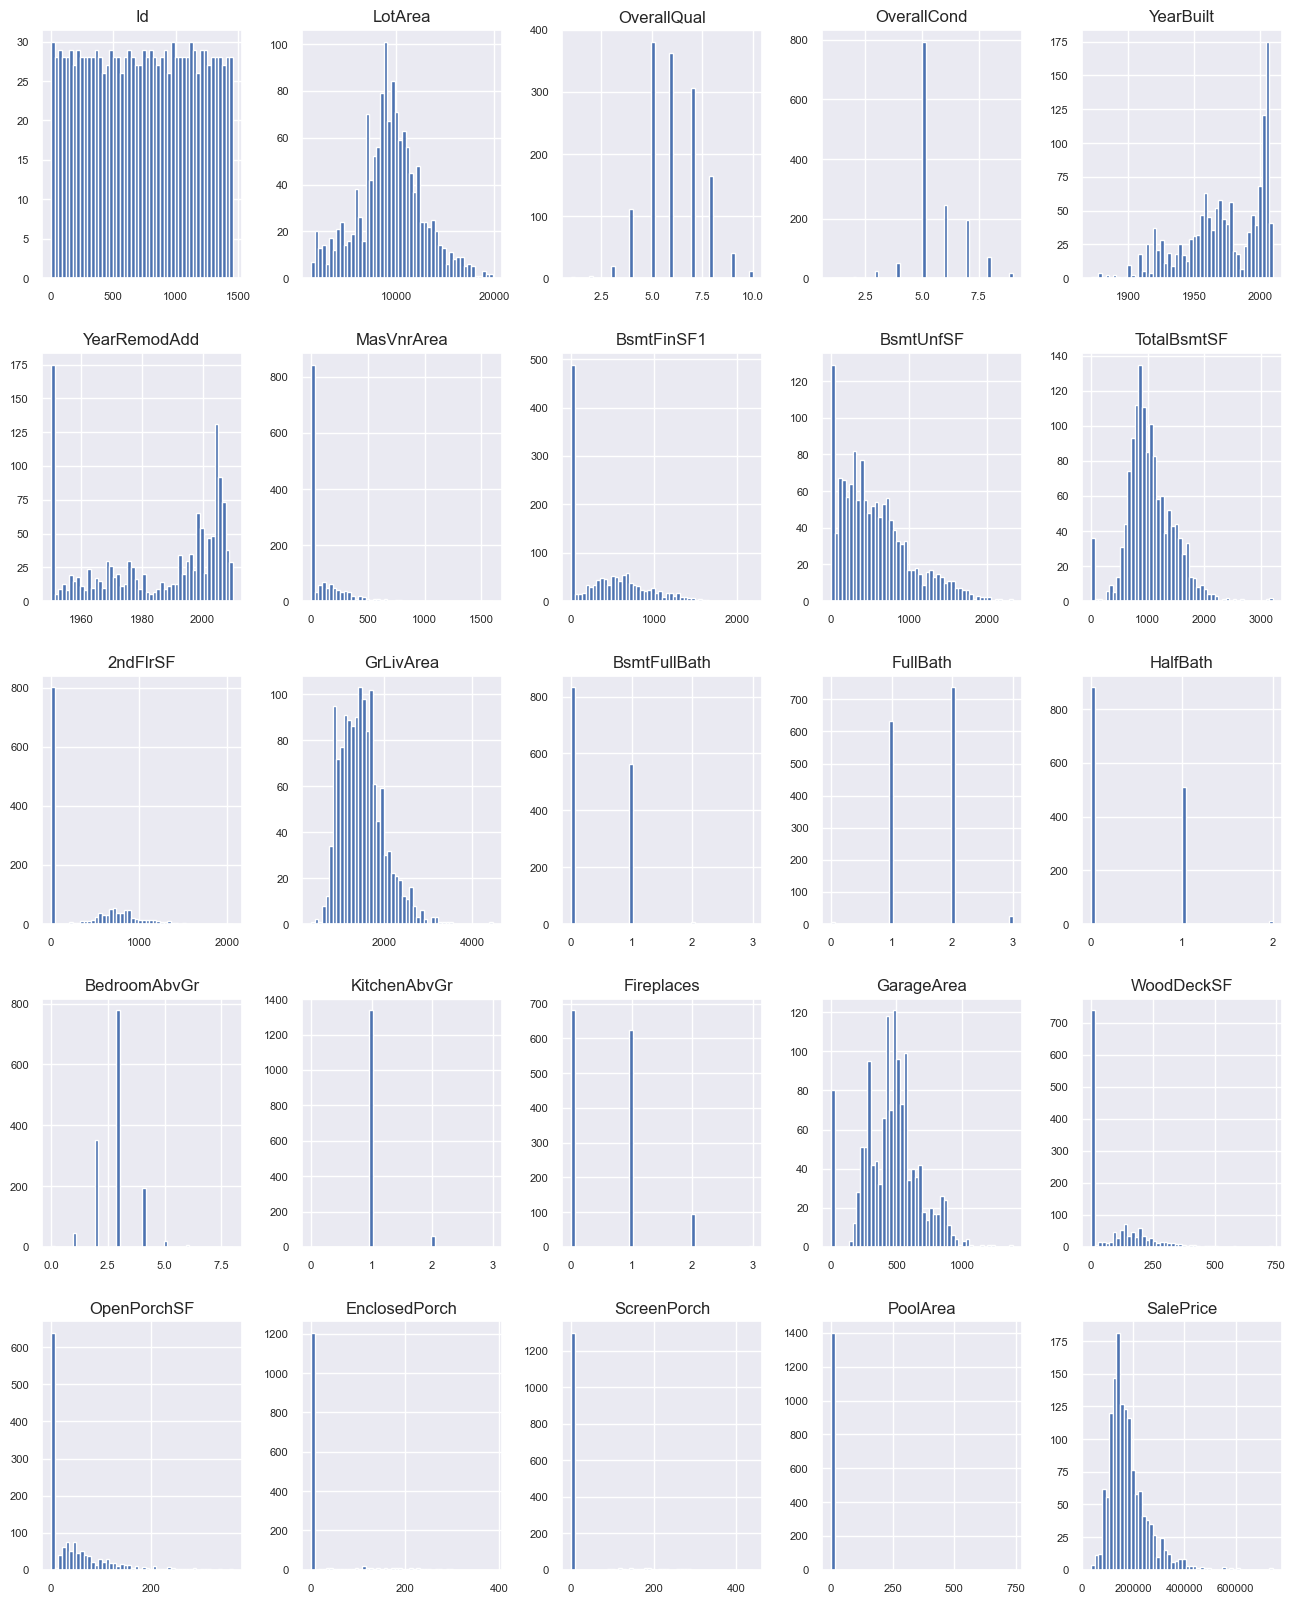 Id LotArea OverallQual OverallCond YearBuilt
30 25 20 15 10 5 0
0 500 1000 1500
100 80 60 40 20 0
10000 20000
400 300 200 100 0
2.5 5.0 7.5 10.0
800 600 400 200 0
2.5 5.0 7.5
175 150 125 100 75 50 25 0
1900 1950 2000
YearRemodAdd MasVnrArea BsmtFinSF1 BsmtUnfSF TotalBsmtSF
175 150 125 100 75 50 25 0
1960 1980 2000
800 600 400 200 0
0 500 1000 1500
500 400 300 200 100 0
0 1000 2000
120 100 80 60 40 20 0
0 1000 2000
140 120 100 80 60 40 20 0
0 1000 2000 3000
2ndFlrSF GrLivArea BsmtFullBath FullBath HalfBath
800 600 400 200 0
0 1000 2000
100 80 60 40 20 0
2000 4000
800 600 400 200 0
0 1 2 3
700 600 500 400 300 200 100 0
0 1 2 3
800 600 400 200 0
0 1 2
BedroomAbvGr KitchenAbvGr Fireplaces GarageArea WoodDeckSF
800 600 400 200 0
0.0 2.5 5.0 7.5
1400 1200 1000 800 600 400 200 0
0 1 2 3
700 600 500 400 300 200 100 0
0 1 2 3
120 100 80 60 40 20 0
0 500 1000
700 600 500 400 300 200 100 0
0 250 500 750
OpenPorchSF EnclosedPorch ScreenPorch PoolArea SalePrice
600 500 400 300 200 100 0
0 200
1200 1000 800 600 400 200 0
0 200 400
1200 1000 800 600 400 200 0
0 200 400
1400 1200 1000 800 600 400 200 0
0 250 500 750
175 150 125 100 75 50 25 0
0 200000 400000 600000